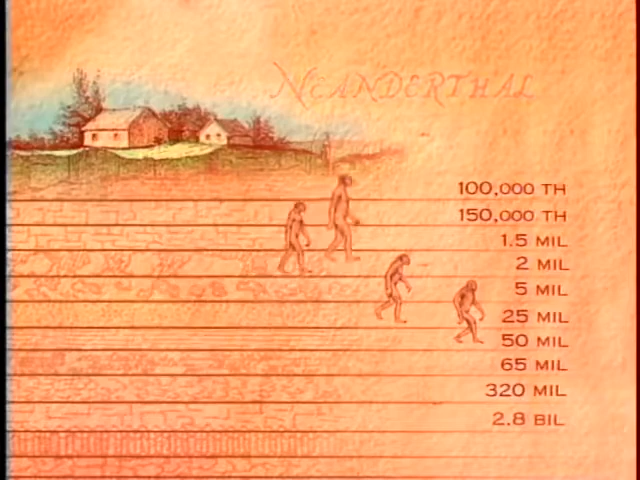 NEANDERTHAL
100,000 TH
150,000 TH
1.5 MIL
2 MIL
5 MIL
25 MIL
50 MIL
65 MIL
320 MIL
2.8 BIL